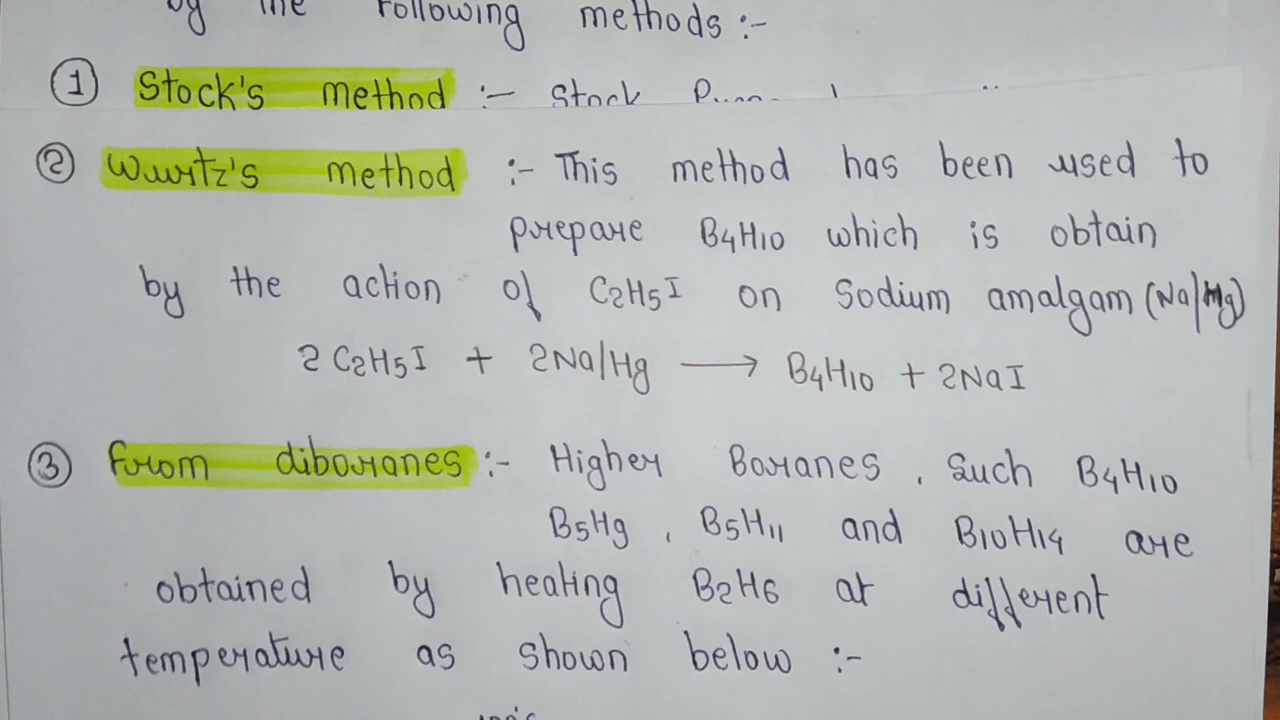 by the following methods :-
① Stock's method :- Stock
② Wurtz's method :- This method has been used to
prepare B4H10 which is obtain
by the action of C2H5I on Sodium amalgam (Na/Hg)
2 C2H5I + 2Na/Hg ⟶ B4H10 + 2NaI
③ From diboranes :- Higher Boranes , Such B4H10
B5H9 , B5H11 and B10H14 are
obtained by heating B2H6 at different
temperature as shown below :-